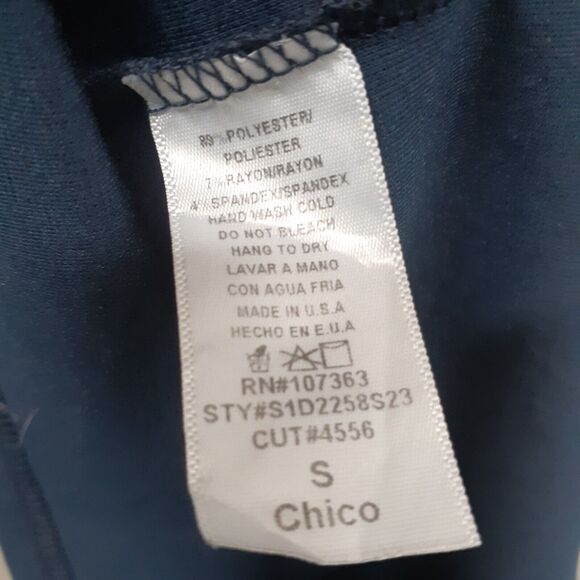 89% POLYESTER/
POLIESTER
7% RAYON/RAYON
4% SPANDEX/SPANDEX
HAND WASH COLD
DO NOT BLEACH
HANG TO DRY
LAVAR A MANO
CON AGUA FRIA
MADE IN U.S.A
HECHO EN E.U.A
RN#107363
STY#S1D2258S23
CUT#4556
S
Chico